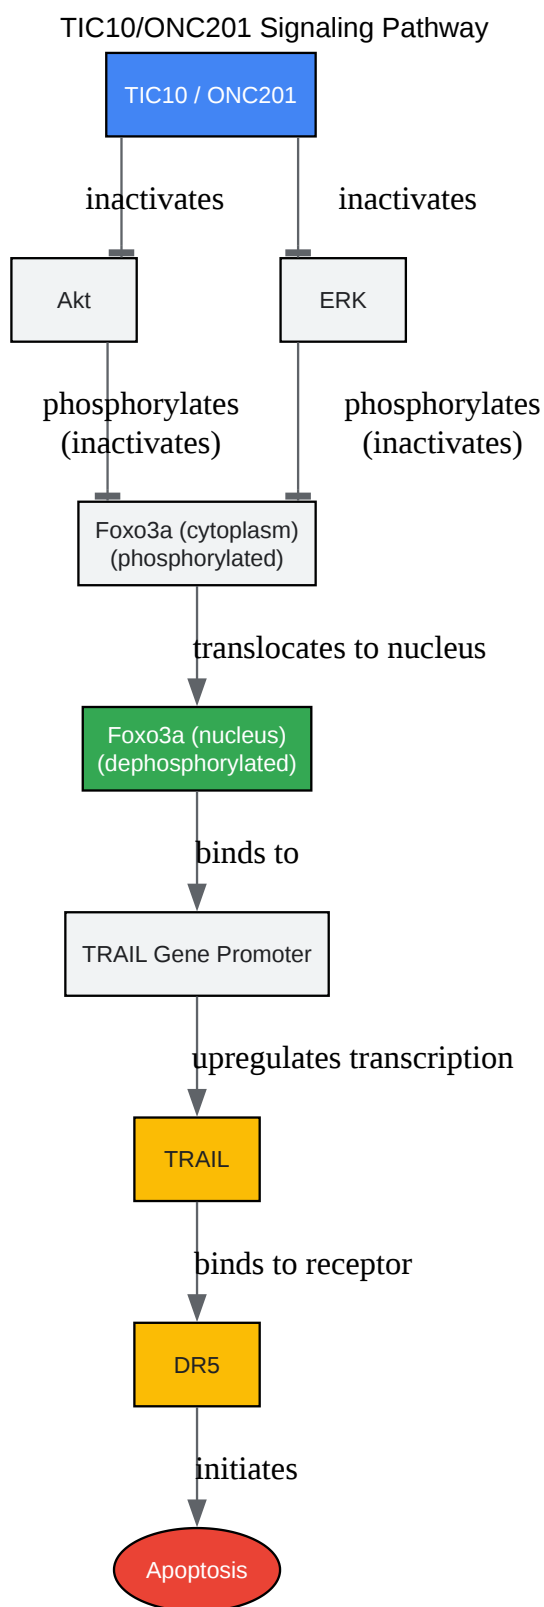 TIC10/ONC201 Signaling Pathway
TIC10 / ONC201
inactivates
inactivates
Akt
ERK
phosphorylates
(inactivates)
phosphorylates
(inactivates)
Foxo3a (cytoplasm)
(phosphorylated)
translocates to nucleus
Foxo3a (nucleus)
(dephosphorylated)
binds to
TRAIL Gene Promoter
upregulates transcription
TRAIL
binds to receptor
DR5
initiates
Apoptosis